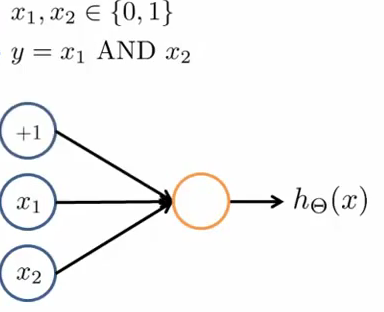 x₁, x₂ ∈ {0, 1}
y = x₁ AND x₂
+1
x₁
x₂
h_Θ(x)